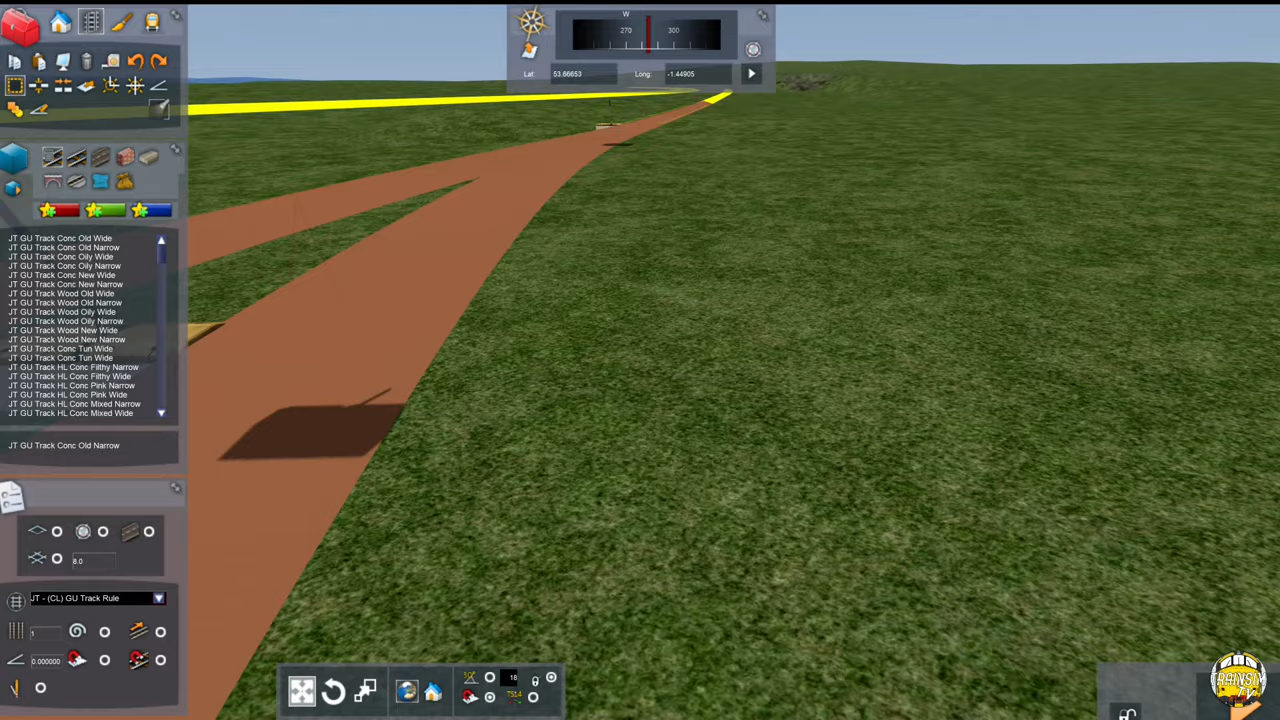 W
270
300
Lat:
53.66653
Long:
-1.44905
JT GU Track Conc Old Wide
JT GU Track Conc Old Narrow
JT GU Track Conc Oily Wide
JT GU Track Conc Oily Narrow
JT GU Track Conc New Wide
JT GU Track Conc New Narrow
JT GU Track Wood Old Wide
JT GU Track Wood Old Narrow
JT GU Track Wood Oily Wide
JT GU Track Wood Oily Narrow
JT GU Track Wood New Wide
JT GU Track Wood New Narrow
JT GU Track Conc Tun Wide
JT GU Track Conc Tun Wide
JT GU Track HL Conc Filthy Narrow
JT GU Track HL Conc Filthy Wide
JT GU Track HL Conc Pink Narrow
JT GU Track HL Conc Pink Wide
JT GU Track HL Conc Mixed Narrow
JT GU Track HL Conc Mixed Wide
JT GU Track Conc Old Narrow
8.0
JT - (CL) GU Track Rule
1
0.000000
18
TS14
TRAINSIM
TV